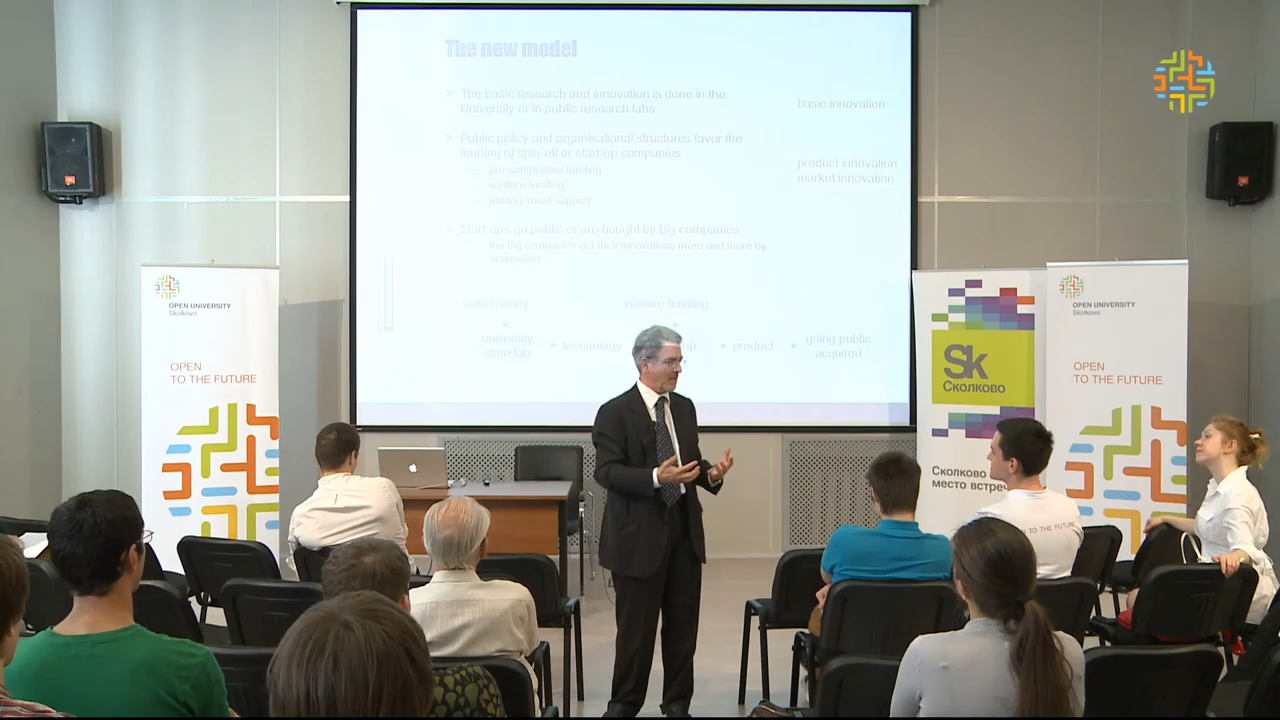 The new model
> The basic research and innovation is done in the
University or in public research labs
basic innovation
> Public policy and organisational structures favor the
founding of spin-off or start-up companies
– pre-competitive funding
– venture funding
– management support
product innovation
market innovation
> Start ups go public or are bought by big companies
the big companies get their innovations more and more by
acquisition
state money
venture funding
university
state lab
technology
up
product
going public
acquired
OPEN UNIVERSITY
Skolkovo
OPEN
TO THE FUTURE
Sk
Сколково
Сколково
место встреч
OPEN UNIVERSITY
Skolkovo
OPEN
TO THE FUTURE
TO THE FUTURE
JBL
JBL